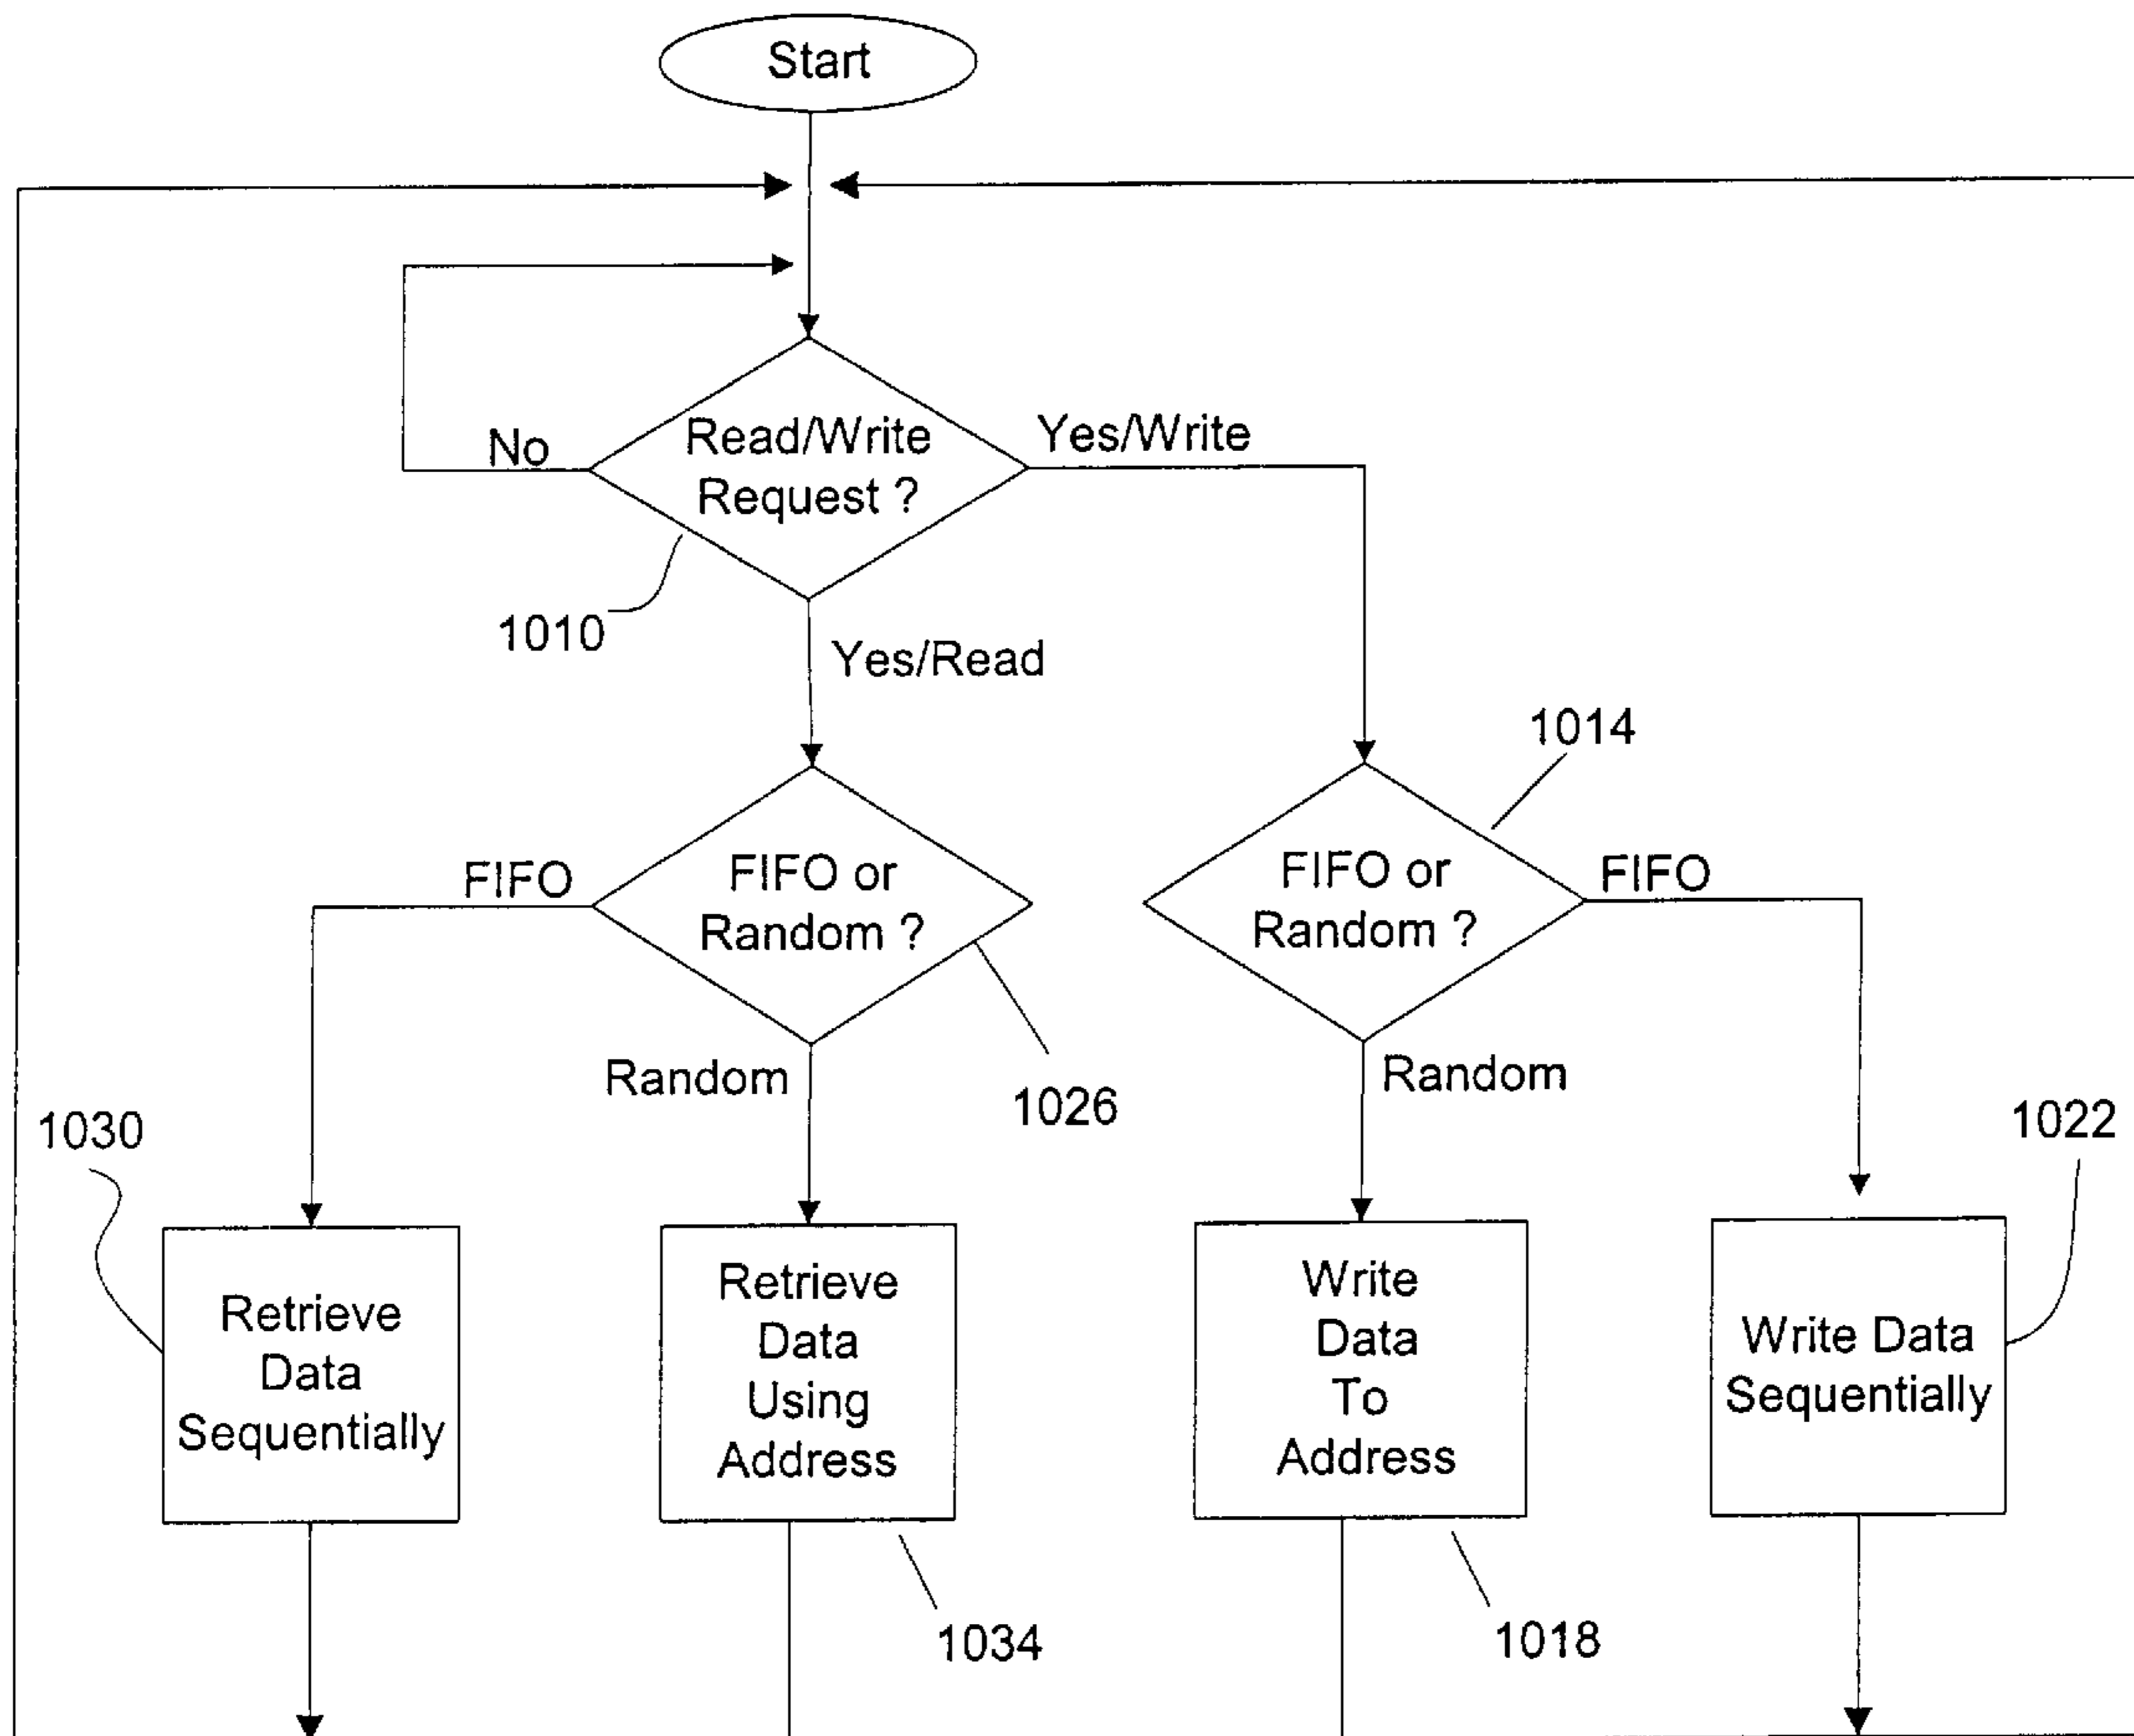 Start
Read/Write
Request ?
No
Yes/Write
1010
Yes/Read
1014
FIFO
FIFO or
Random ?
FIFO or
Random ?
FIFO
Random
1026
Random
1030
1022
Retrieve
Data
Sequentially
Retrieve
Data
Using
Address
Write
Data
To
Address
Write Data
Sequentially
1034
1018